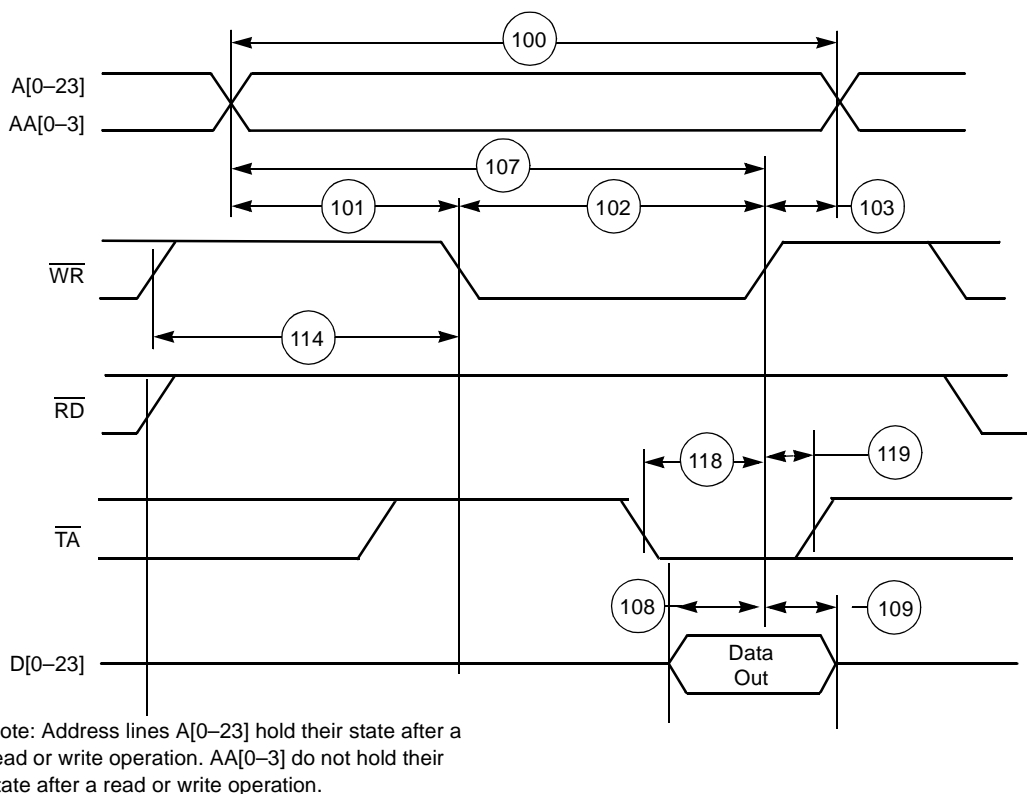 100
A[0–23]
AA[0–3]
107
101
102
103
WR
114
RD
118
119
TA
108
109
D[0–23]
Data
Out
ote: Address lines A[0–23] hold their state after a
ead or write operation. AA[0–3] do not hold their
tate after a read or write operation.